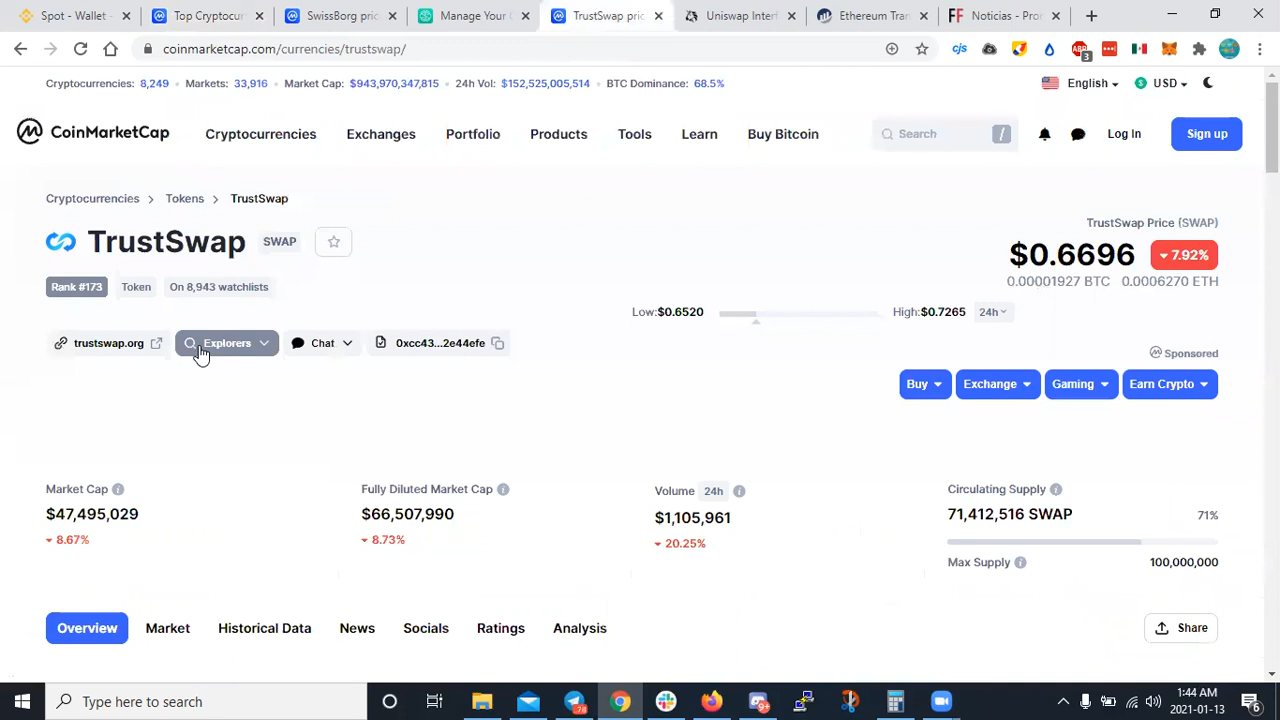 Spot - Wallet
Top Cryptocu
SwissBorg pric
Manage Your
TrustSwap pric
Uniswap Interf
Ethereum Tran
Noticias - Pron
coinmarketcap.com/currencies/trustswap/
cjs
3
Cryptocurrencies: 8,249 • Markets: 33,916 • Market Cap: $943,970,347,815 • 24h Vol: $152,525,005,514 • BTC Dominance: 68.5%
English
USD
CoinMarketCap
Cryptocurrencies
Exchanges
Portfolio
Products
Tools
Learn
Buy Bitcoin
Search
/
Log In
Sign up
Cryptocurrencies > Tokens > TrustSwap
TrustSwap Price (SWAP)
TrustSwap SWAP
$0.6696 7.92%
0.00001927 BTC 0.0006270 ETH
Rank #173
Token
On 8,943 watchlists
Low:$0.6520
High:$0.7265
24h
trustswap.org
Explorers
Chat
0xcc43...2e44efe
Sponsored
Buy
Exchange
Gaming
Earn Crypto
Market Cap
$47,495,029
8.67%
Fully Diluted Market Cap
$66,507,990
8.73%
Volume 24h
$1,105,961
20.25%
Circulating Supply
71,412,516 SWAP 71%
Max Supply 100,000,000
Overview
Market
Historical Data
News
Socials
Ratings
Analysis
Share
Type here to search
9+
1:44 AM
2021-01-13
6